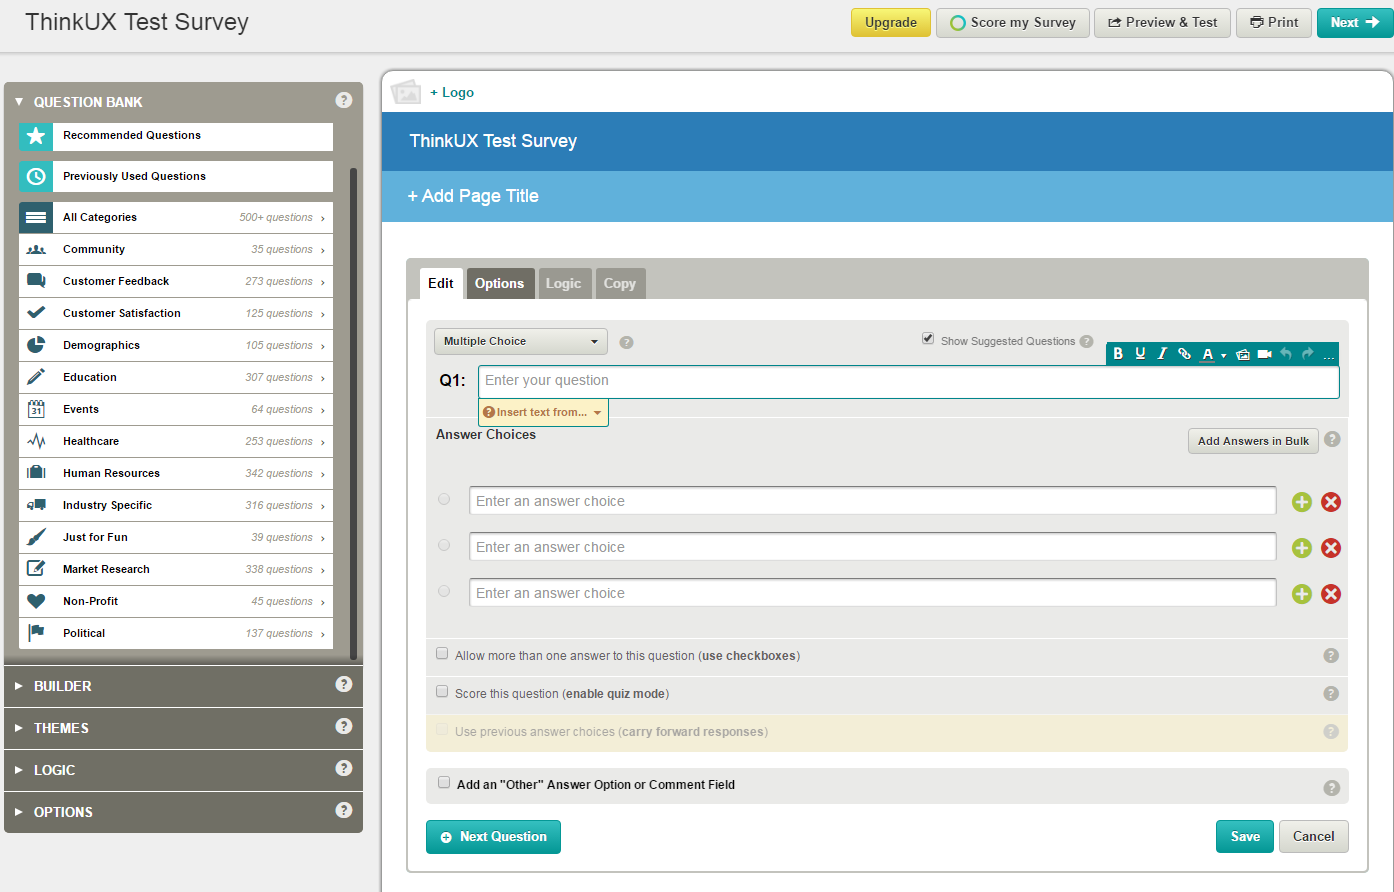 ThinkUX Test Survey
Upgrade
Score my Survey
Preview & Test
Print
Next
QUESTION BANK ?
Recommended Questions
Previously Used Questions
All Categories 500+ questions ›
Community 35 questions ›
Customer Feedback 273 questions ›
Customer Satisfaction 125 questions ›
Demographics 105 questions ›
Education 307 questions ›
31 Events 64 questions ›
Healthcare 253 questions ›
Human Resources 342 questions ›
Industry Specific 316 questions ›
Just for Fun 39 questions ›
Market Research 338 questions ›
Non-Profit 45 questions ›
Political 137 questions ›
BUILDER ?
THEMES ?
LOGIC ?
OPTIONS ?
+ Logo
ThinkUX Test Survey
+ Add Page Title
Edit Options Logic Copy
Multiple Choice ?
Show Suggested Questions ?
B U I A ...
Q1: Enter your question
? Insert text from...
Answer Choices
Add Answers in Bulk ?
Enter an answer choice
Enter an answer choice
Enter an answer choice
Allow more than one answer to this question (use checkboxes) ?
Score this question (enable quiz mode) ?
Use previous answer choices (carry forward responses) ?
Add an "Other" Answer Option or Comment Field ?
Next Question
Save
Cancel